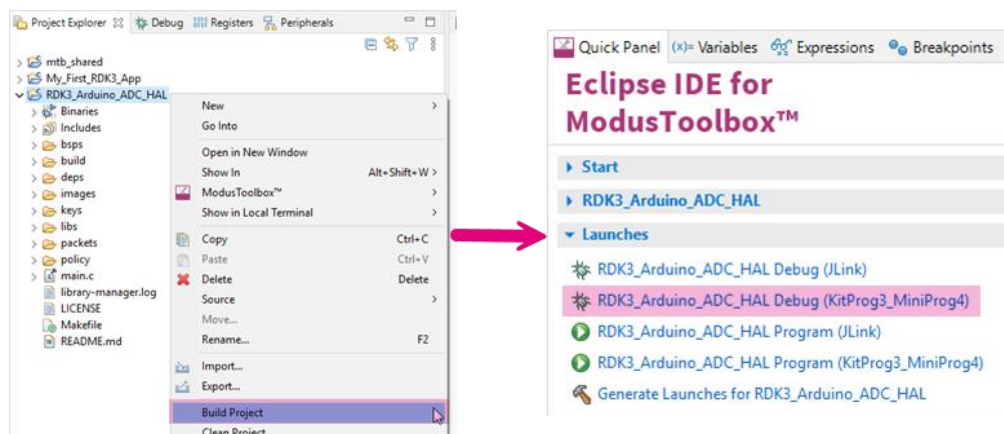 Project Explorer Debug Registers Peripherals
mtb_shared
My_First_RDK3_App
RDK3_Arduino_ADC_HAL
Binaries
Includes
bsps
build
deps
images
keys
libs
packets
policy
main.c
library-manager.log
LICENSE
Makefile
README.md
New
Go Into
Open in New Window
Show In Alt+Shift+W >
ModusToolbox™
Show in Local Terminal
Copy Ctrl+C
Paste Ctrl+V
Delete Delete
Source
Move...
Rename... F2
Import...
Export...
Build Project
Clean Project
Quick Panel (x)= Variables Expressions Breakpoints
Eclipse IDE for
ModusToolbox™
Start
RDK3_Arduino_ADC_HAL
Launches
RDK3_Arduino_ADC_HAL Debug (JLink)
RDK3_Arduino_ADC_HAL Debug (KitProg3_MiniProg4)
RDK3_Arduino_ADC_HAL Program (JLink)
RDK3_Arduino_ADC_HAL Program (KitProg3_MiniProg4)
Generate Launches for RDK3_Arduino_ADC_HAL